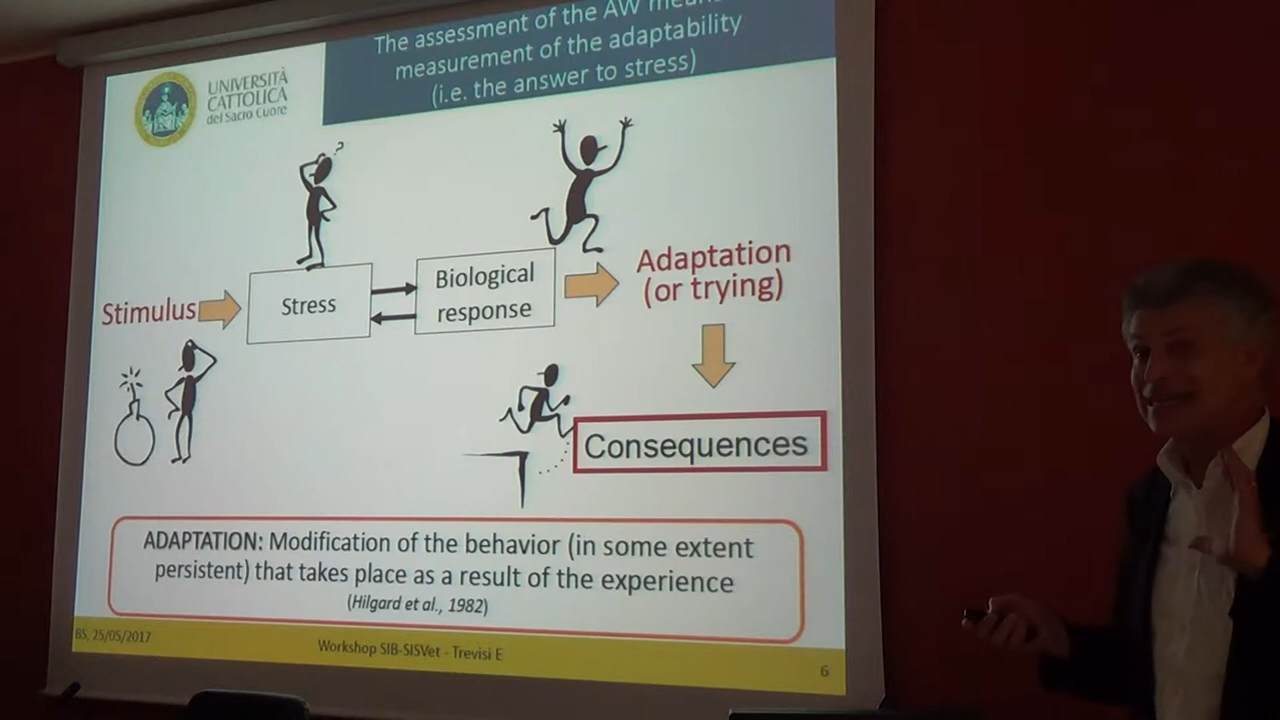 The assessment of the AW
measurement of the adaptability
(i.e. the answer to stress)
UNIVERSITÀ
CATTOLICA
del Sacro Cuore
?
Stimulus
Stress
Biological
response
Adaptation
(or trying)
Consequences
ADAPTATION: Modification of the behavior (in some extent
persistent) that takes place as a result of the experience
(Hilgard et al., 1982)
BS, 25/05/2017
Workshop SIB-SISVet - Trevisi E
6